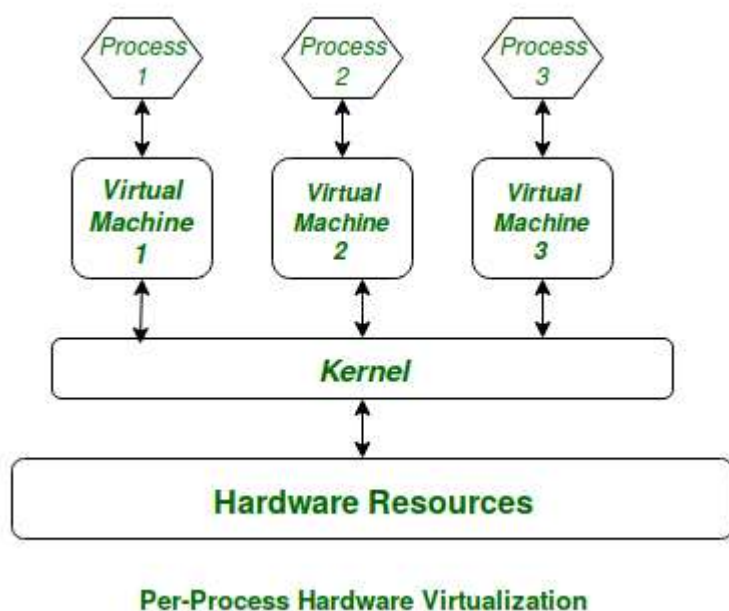 Process
1
Process
2
Process
3
Virtual
Machine
1
Virtual
Machine
2
Virtual
Machine
3
Kernel
Hardware Resources
Per-Process Hardware Virtualization